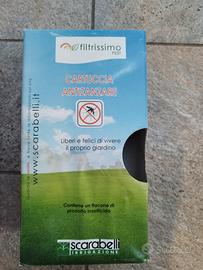 filtrissimo
CARTUCCIA
ANTIZANZARE
Liberi e felici di vivere
il proprio giardino
Contiene un flacone di
prodotto insetticida
scarabelli
IRRIGAZIONE
www.scarabelli.it